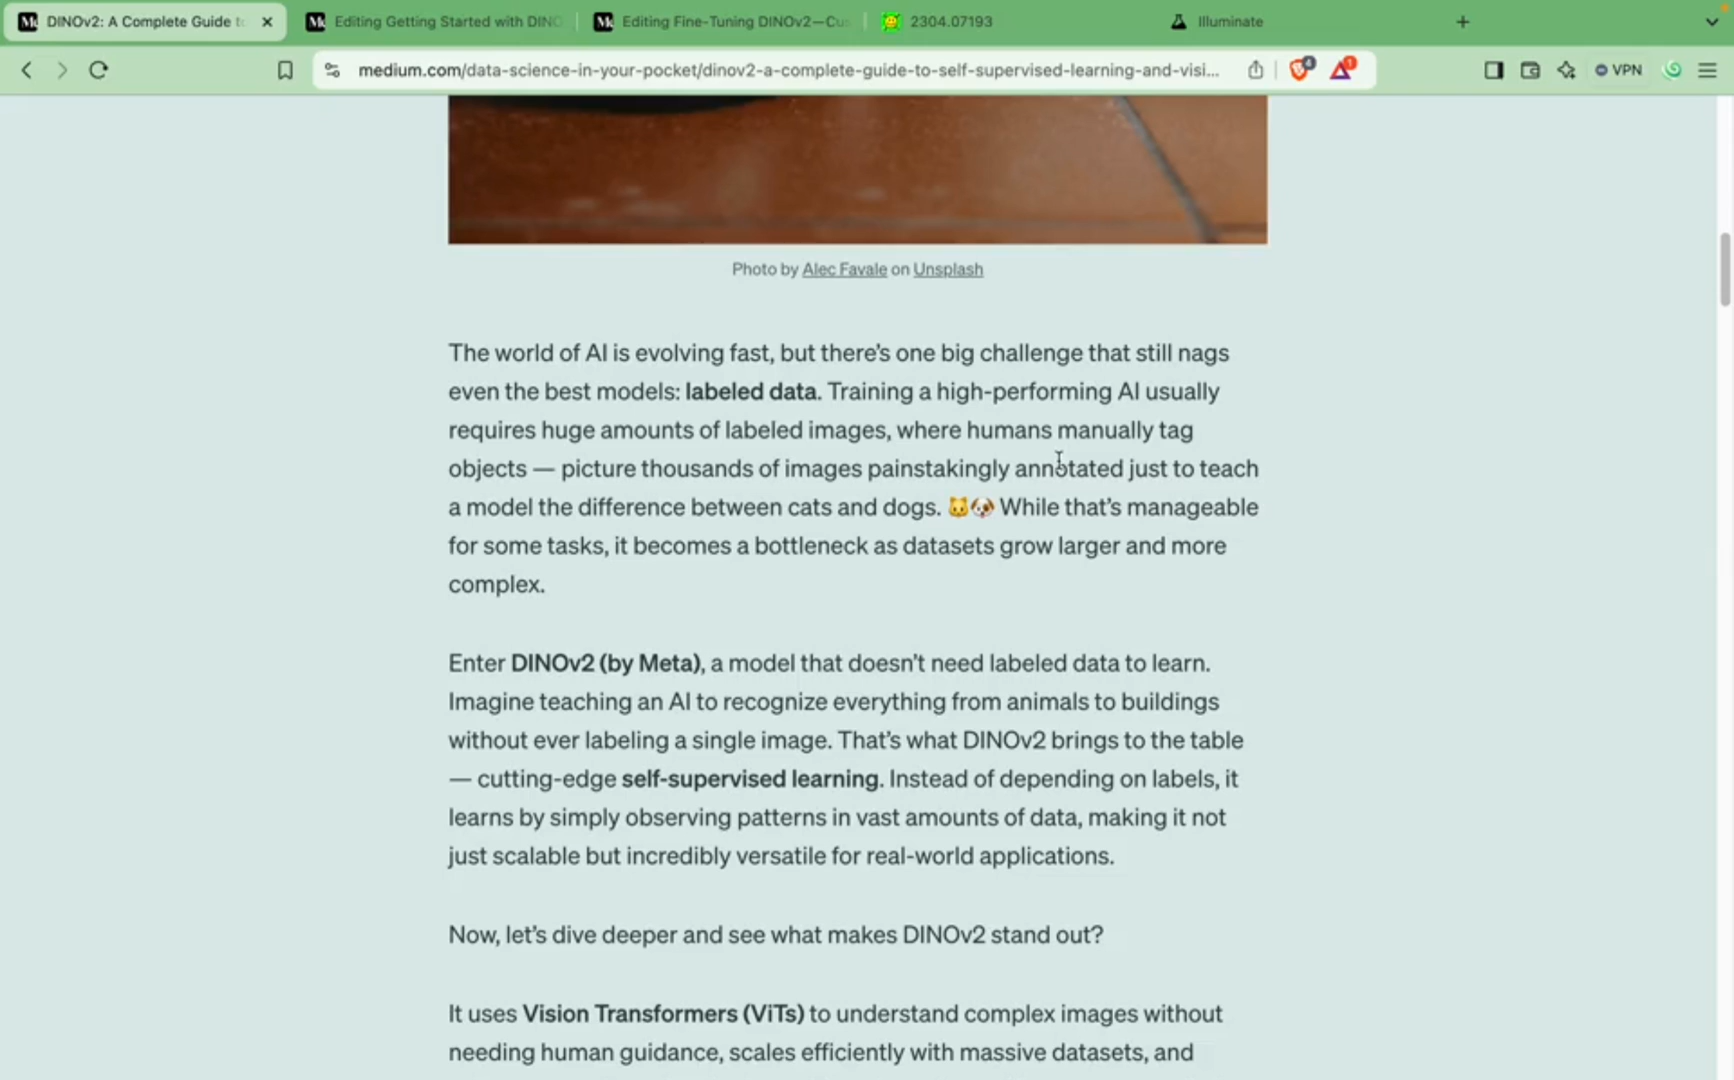 DINOv2: A Complete Guide t
Editing Getting Started with DINO
Editing Fine-Tuning DINOv2—Cu
2304.07193
Illuminate
medium.com/data-science-in-your-pocket/dinov2-a-complete-guide-to-self-supervised-learning-and-visi...
4
1
VPN
Photo by Alec Favale on Unsplash
The world of AI is evolving fast, but there's one big challenge that still nags
even the best models: labeled data. Training a high-performing AI usually
requires huge amounts of labeled images, where humans manually tag
objects — picture thousands of images painstakingly annotated just to teach
a model the difference between cats and dogs. 🐱🐶 While that's manageable
for some tasks, it becomes a bottleneck as datasets grow larger and more
complex.
Enter DINOv2 (by Meta), a model that doesn't need labeled data to learn.
Imagine teaching an AI to recognize everything from animals to buildings
without ever labeling a single image. That's what DINOv2 brings to the table
— cutting-edge self-supervised learning. Instead of depending on labels, it
learns by simply observing patterns in vast amounts of data, making it not
just scalable but incredibly versatile for real-world applications.
Now, let's dive deeper and see what makes DINOv2 stand out?
It uses Vision Transformers (ViTs) to understand complex images without
needing human guidance, scales efficiently with massive datasets, and